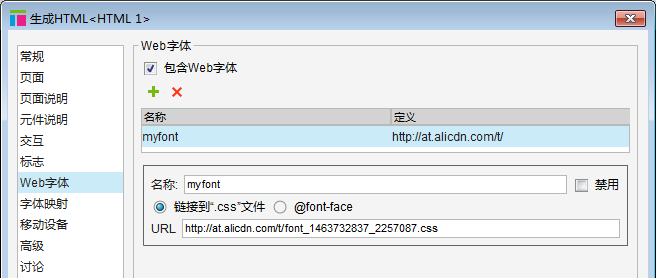 生成HTML<HTML 1>
常规
页面
页面说明
元件说明
交互
标志
Web字体
字体映射
移动设备
高级
讨论
Web字体
包含Web字体
名称 定义
myfont http://at.alicdn.com/t/
名称: myfont 禁用
链接到“.css”文件 @font-face
URL http://at.alicdn.com/t/font_1463732837_2257087.css